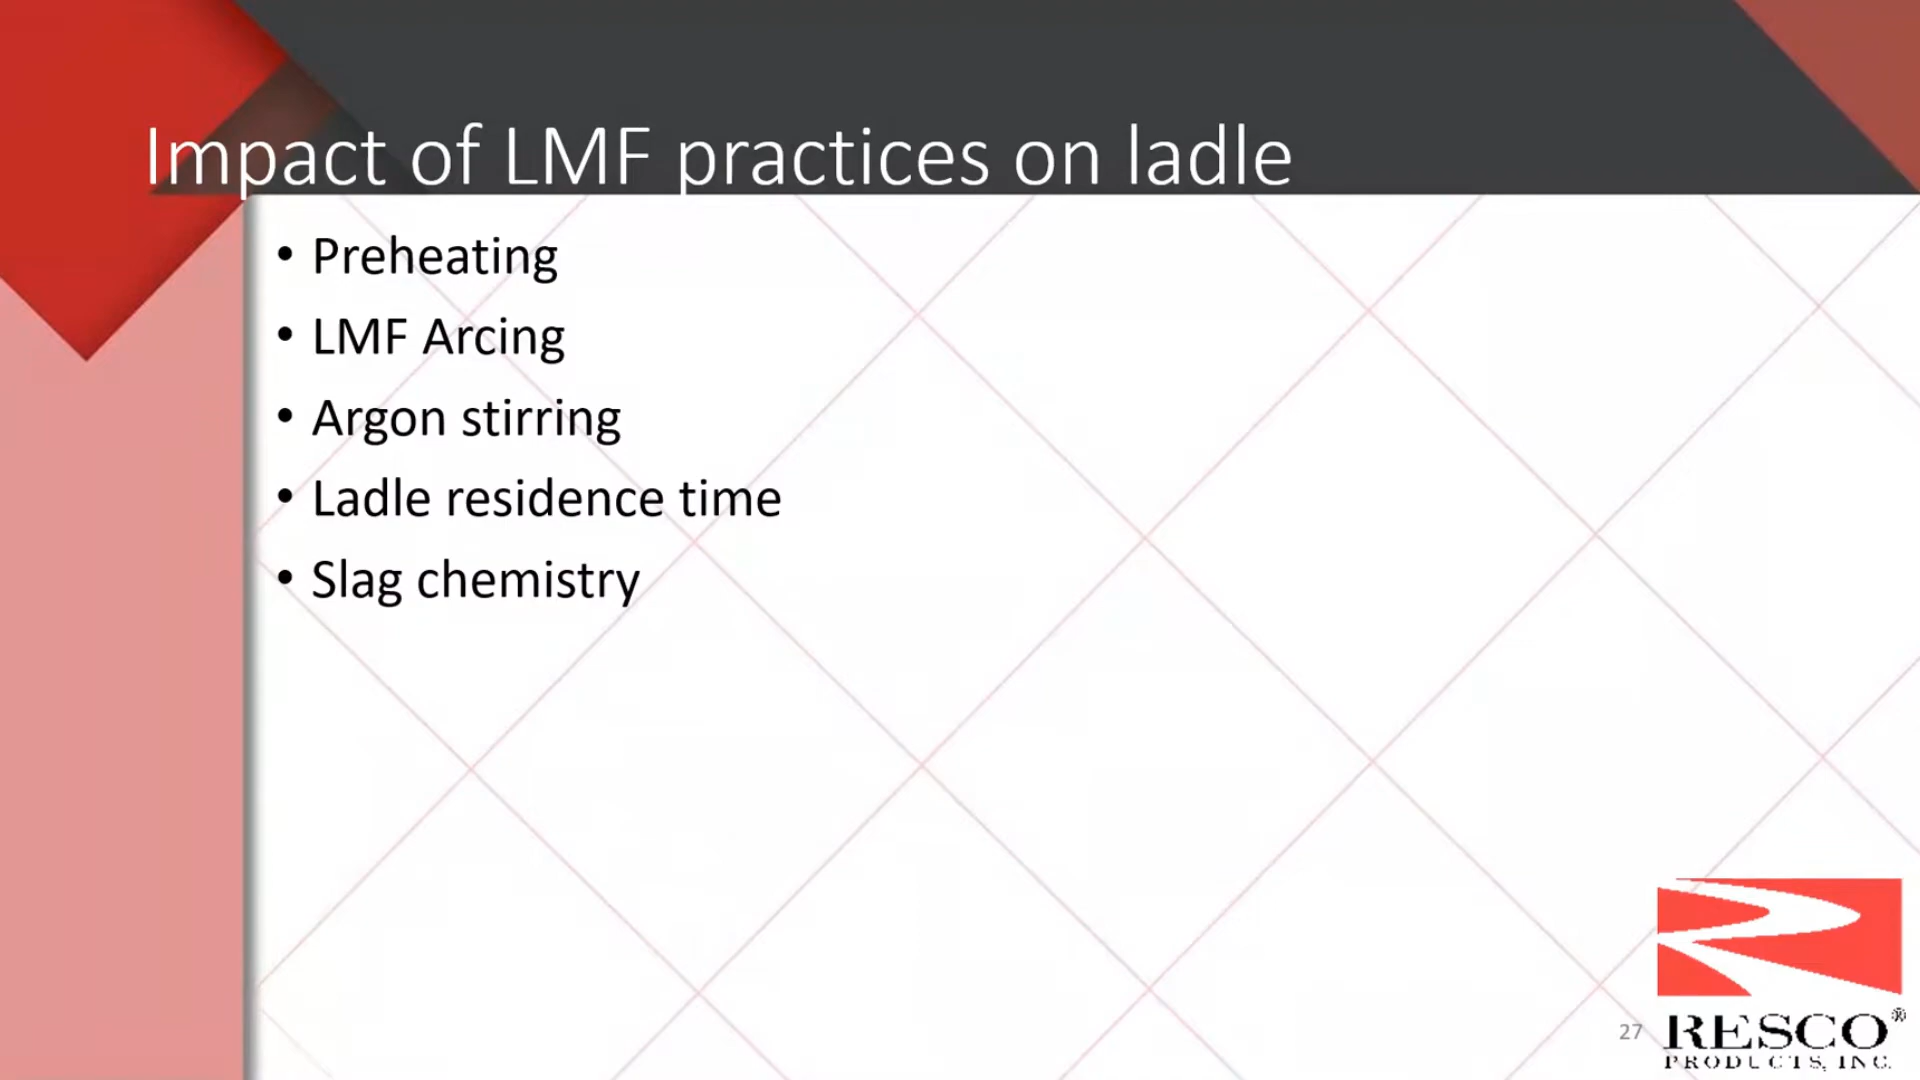 Impact of LMF practices on ladle
• Preheating
• LMF Arcing
• Argon stirring
• Ladle residence time
• Slag chemistry
27
RESCO®
PRODUCTS, INC.